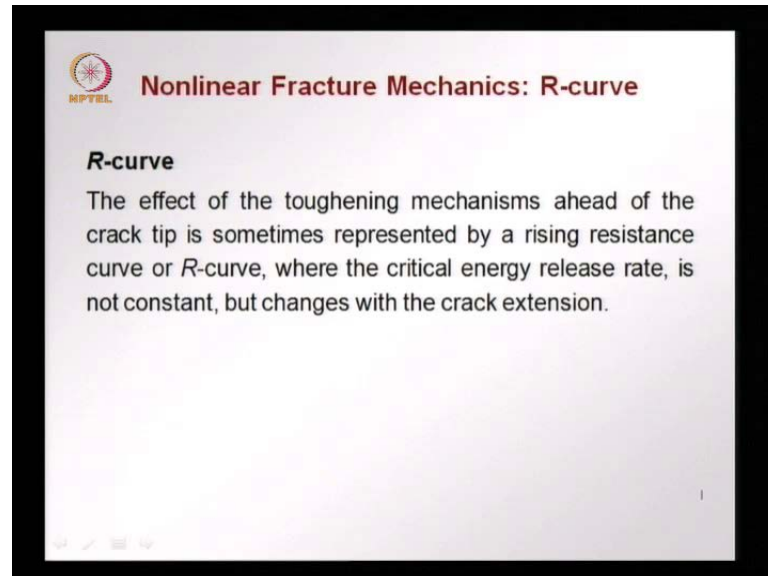 NPTEL
Nonlinear Fracture Mechanics: R-curve
R-curve
The effect of the toughening mechanisms ahead of the
crack tip is sometimes represented by a rising resistance
curve or R-curve, where the critical energy release rate, is
not constant, but changes with the crack extension.